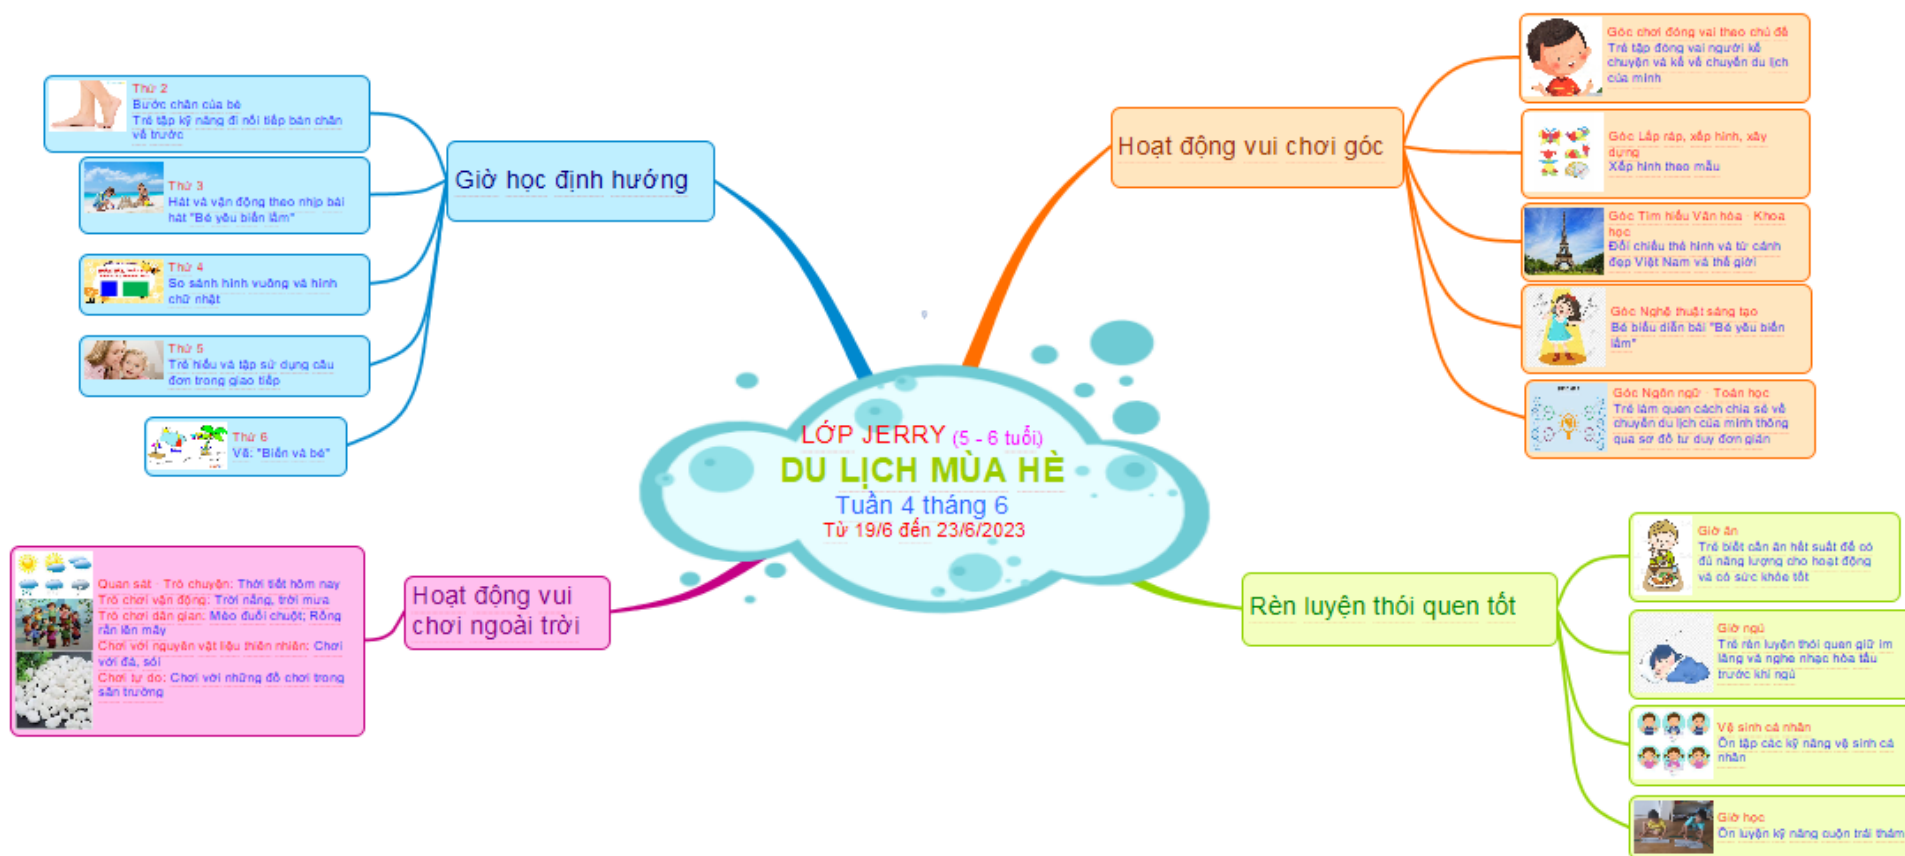 LỚP JERRY (5 - 6 tuổi)
DU LỊCH MÙA HÈ
Tuần 4 tháng 6
Từ 19/6 đến 23/6/2023
Giờ học định hướng
Thứ 2
Bước chân của bé
Trẻ tập kỹ năng đi nối tiếp bàn chân
về trước
Thứ 3
Hát và vận động theo nhịp bài
hát "Bé yêu biển lắm"
Thứ 4
So sánh hình vuông và hình
chữ nhật
Thứ 5
Trẻ hiểu và tập sử dụng câu
đơn trong giao tiếp
Thứ 6
Vẽ: "Biển và bé"
Hoạt động vui
chơi ngoài trời
Quan sát - Trò chuyện: Thời tiết hôm nay
Trò chơi vận động: Trời nắng, trời mưa
Trò chơi dân gian: Mèo đuổi chuột; Rồng
rắn lên mây
Chơi với nguyên vật liệu thiên nhiên: Chơi
với đá, sỏi
Chơi tự do: Chơi với những đồ chơi trong
sân trường
Hoạt động vui chơi góc
Góc chơi đóng vai theo chủ đề
Trẻ tập đóng vai người kể
chuyện và kể về chuyến du lịch
của mình
Góc Lắp ráp, xếp hình, xây
dựng
Xếp hình theo mẫu
Góc Tìm hiểu Văn hóa - Khoa
học
Đối chiếu thẻ hình và từ cảnh
đẹp Việt Nam và thế giới
Góc Nghệ thuật sáng tạo
Bé biểu diễn bài "Bé yêu biển
lắm"
Góc Ngôn ngữ - Toán học
Trẻ làm quen cách chia sẻ về
chuyến du lịch của mình thông
qua sơ đồ tư duy đơn giản
Rèn luyện thói quen tốt
Giờ ăn
Trẻ biết cần ăn hết suất để có
đủ năng lượng cho hoạt động
và có sức khỏe tốt
Giờ ngủ
Trẻ rèn luyện thói quen giữ im
lặng và nghe nhạc hòa tấu
trước khi ngủ
Vệ sinh cá nhân
Ôn tập các kỹ năng vệ sinh cá
nhân
Giờ học
Ôn luyện kỹ năng cuộn trải thảm